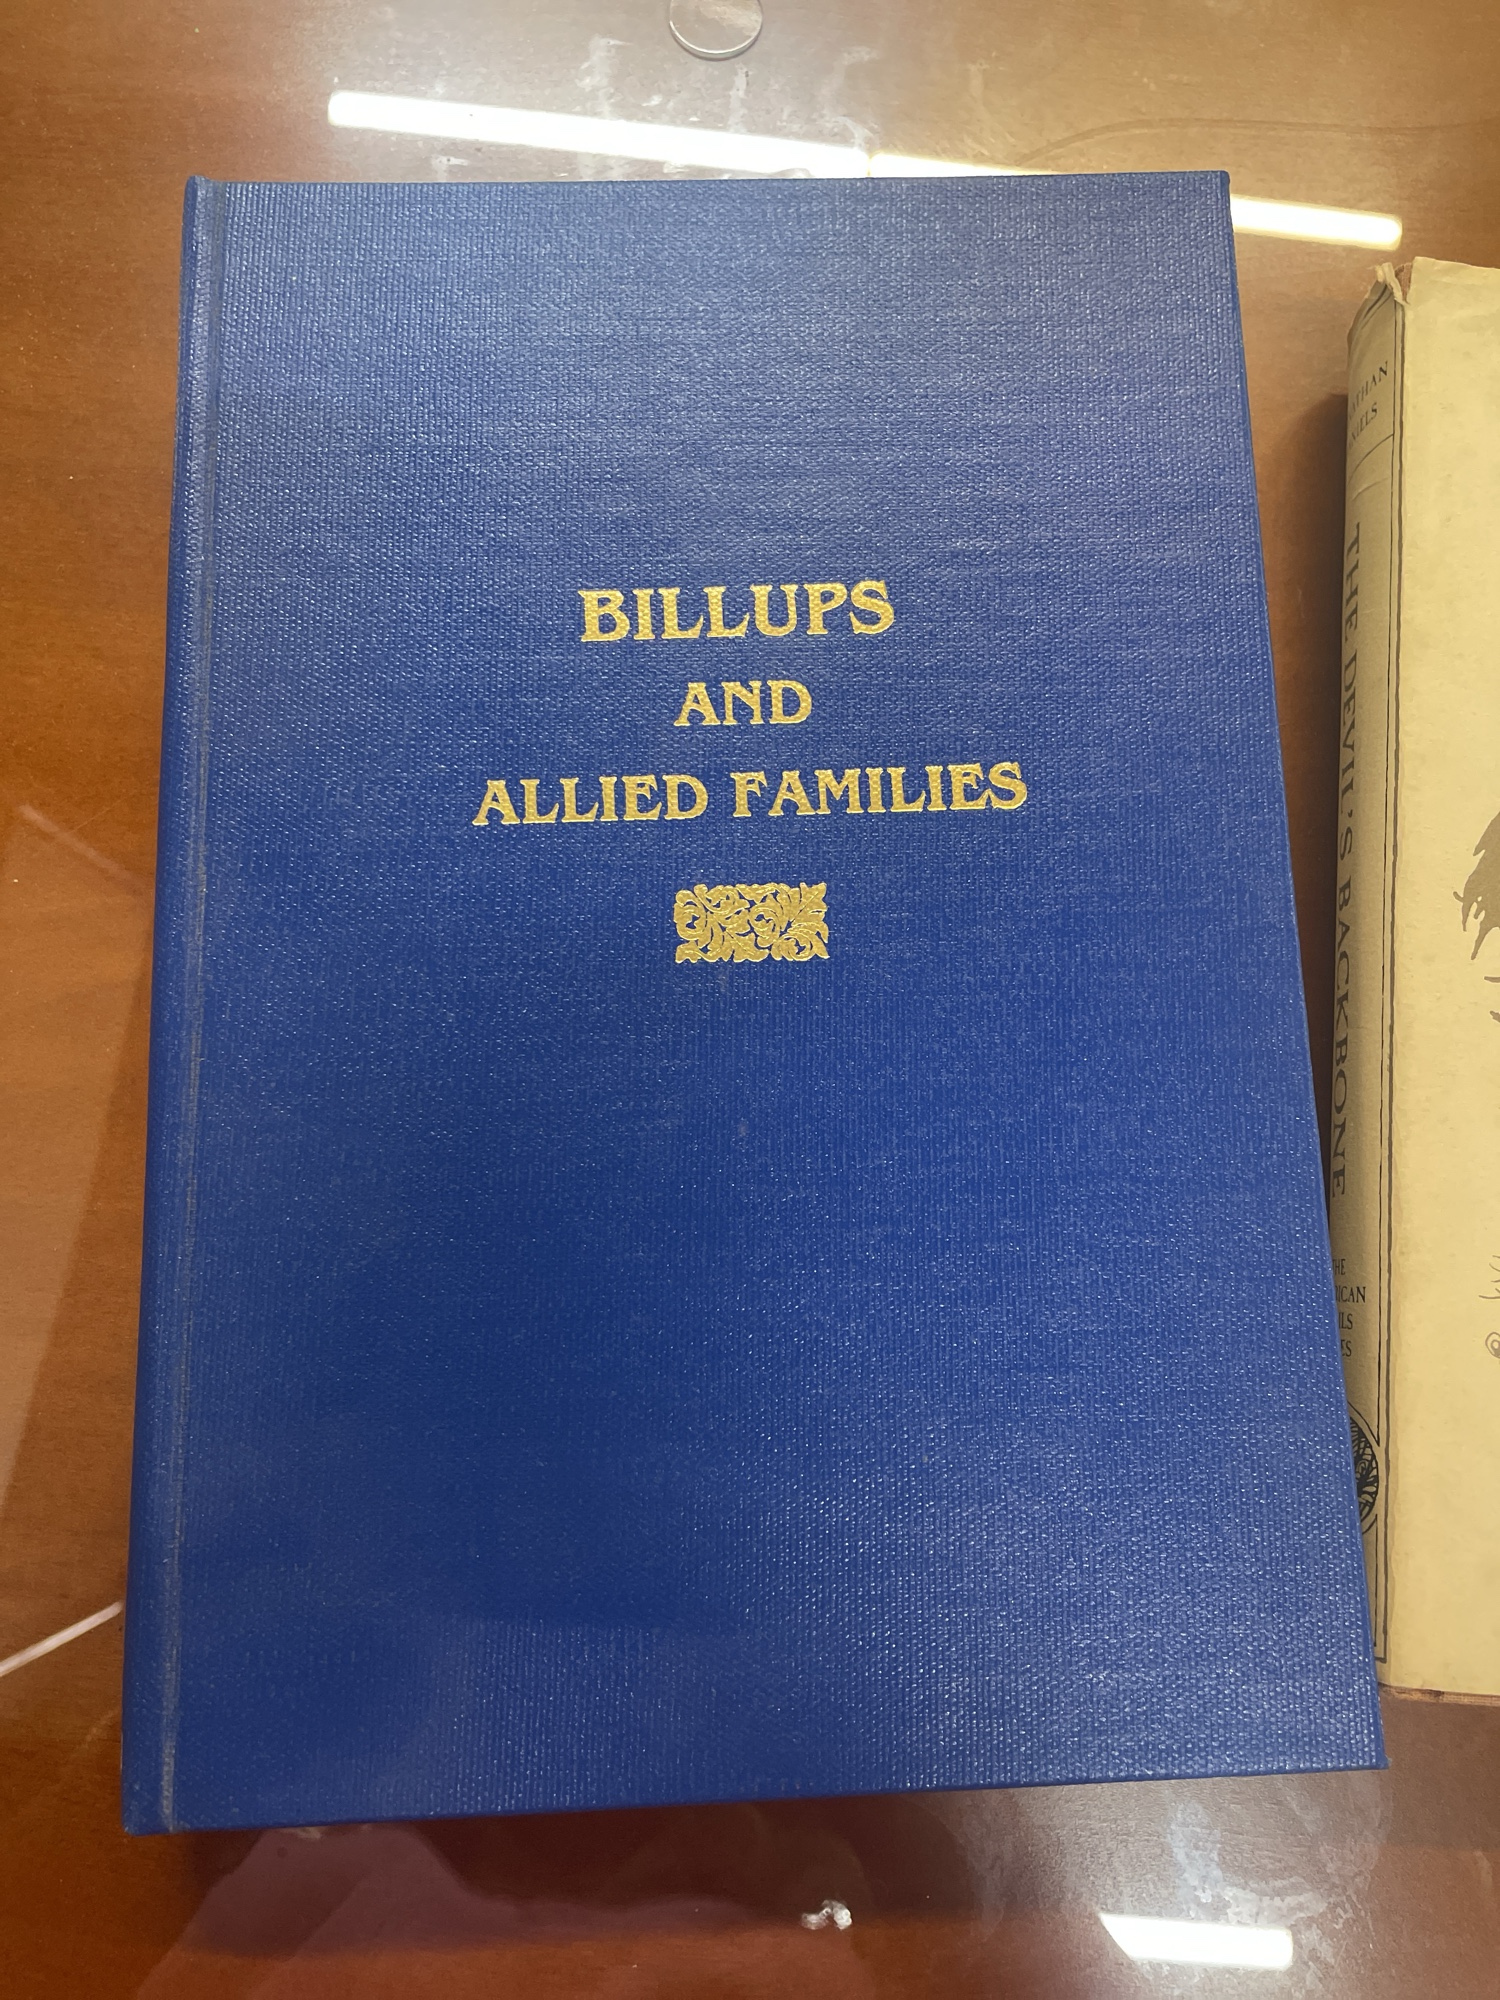 BILLUPS
AND
ALLIED FAMILIES
THE DEVIL'S BACKBONE